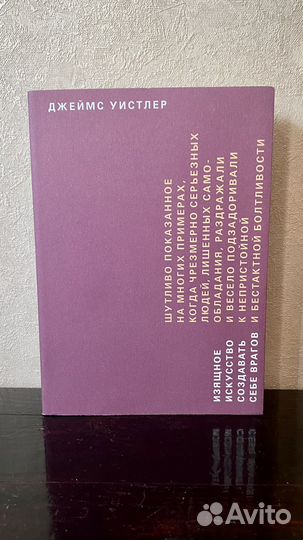 ДЖЕЙМС УИСТЛЕР
ИЗЯЩНОЕ
ИСКУССТВО
СОЗДАВАТЬ
СЕБЕ ВРАГОВ
ШУТЛИВО ПОКАЗАННОЕ
НА МНОГИХ ПРИМЕРАХ,
КОГДА ЧРЕЗМЕРНО СЕРЬЕЗНЫХ
ЛЮДЕЙ, ЛИШЕННЫХ САМО-
ОБЛАДАНИЯ, РАЗДРАЖАЛИ
И ВЕСЕЛО ПОДЗАДОРИВАЛИ
К НЕПРИСТОЙНОЙ
И БЕСТАКТНОЙ БОЛТЛИВОСТИ
Avito